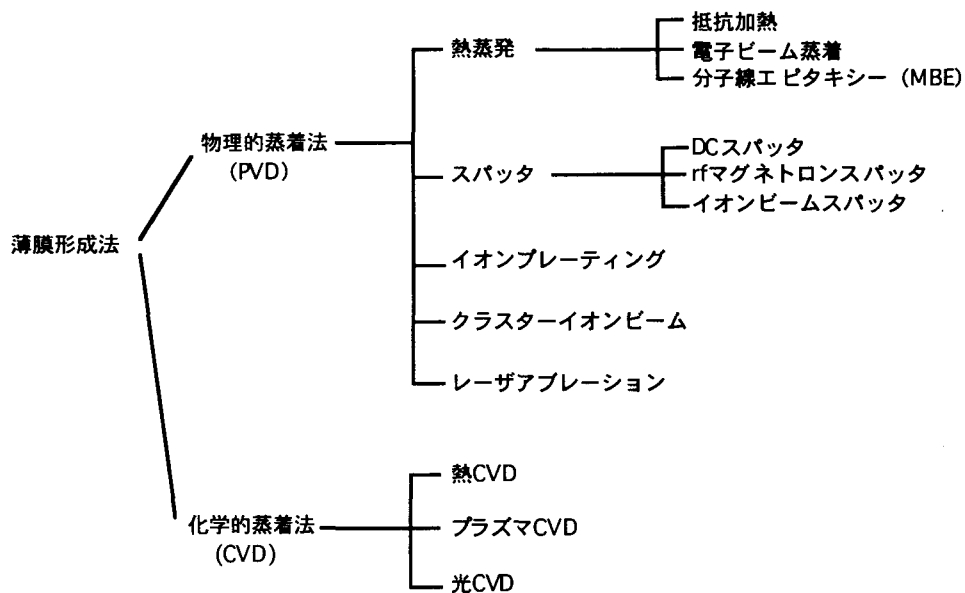 薄膜形成法
物理的蒸着法
(PVD)
熱蒸発
抵抗加熱
電子ビーム蒸着
分子線エピタキシー (MBE)
スパッタ
DCスパッタ
rfマグネトロンスパッタ
イオンビームスパッタ
イオンプレーティング
クラスターイオンビーム
レーザアブレーション
化学的蒸着法
(CVD)
熱CVD
プラズマCVD
光CVD